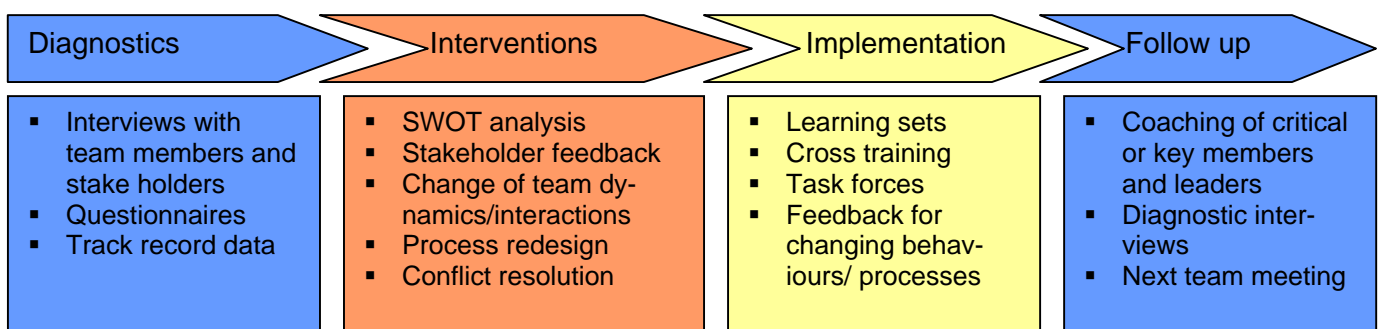 Diagnostics
Interventions
Implementation
Follow up
▪ Interviews with
team members and
stake holders
▪ Questionnaires
▪ Track record data
▪ SWOT analysis
▪ Stakeholder feedback
▪ Change of team dy-
namics/interactions
▪ Process redesign
▪ Conflict resolution
▪ Learning sets
▪ Cross training
▪ Task forces
▪ Feedback for
changing behav-
iours/ processes
▪ Coaching of critical
or key members
and leaders
▪ Diagnostic inter-
views
▪ Next team meeting